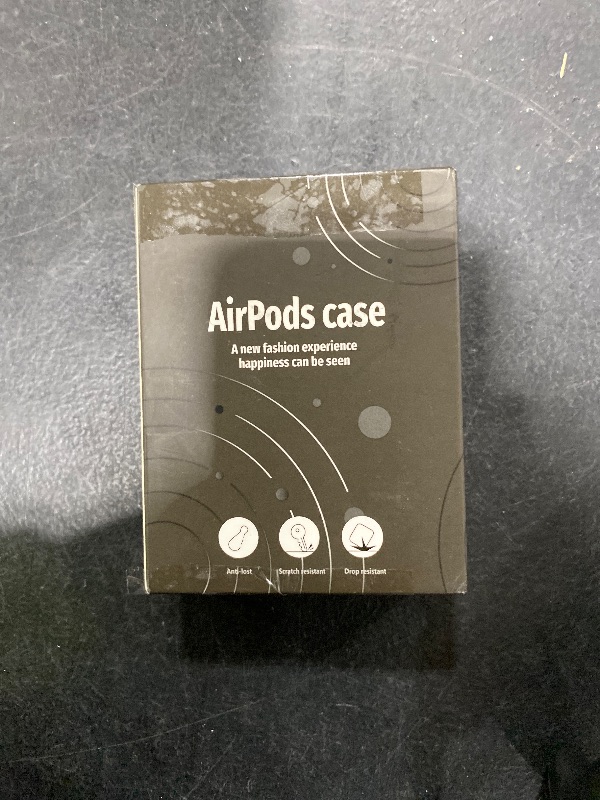 AirPods case
A new fashion experience
happiness can be seen
Anti-lost Scratch resistant Drop resistant